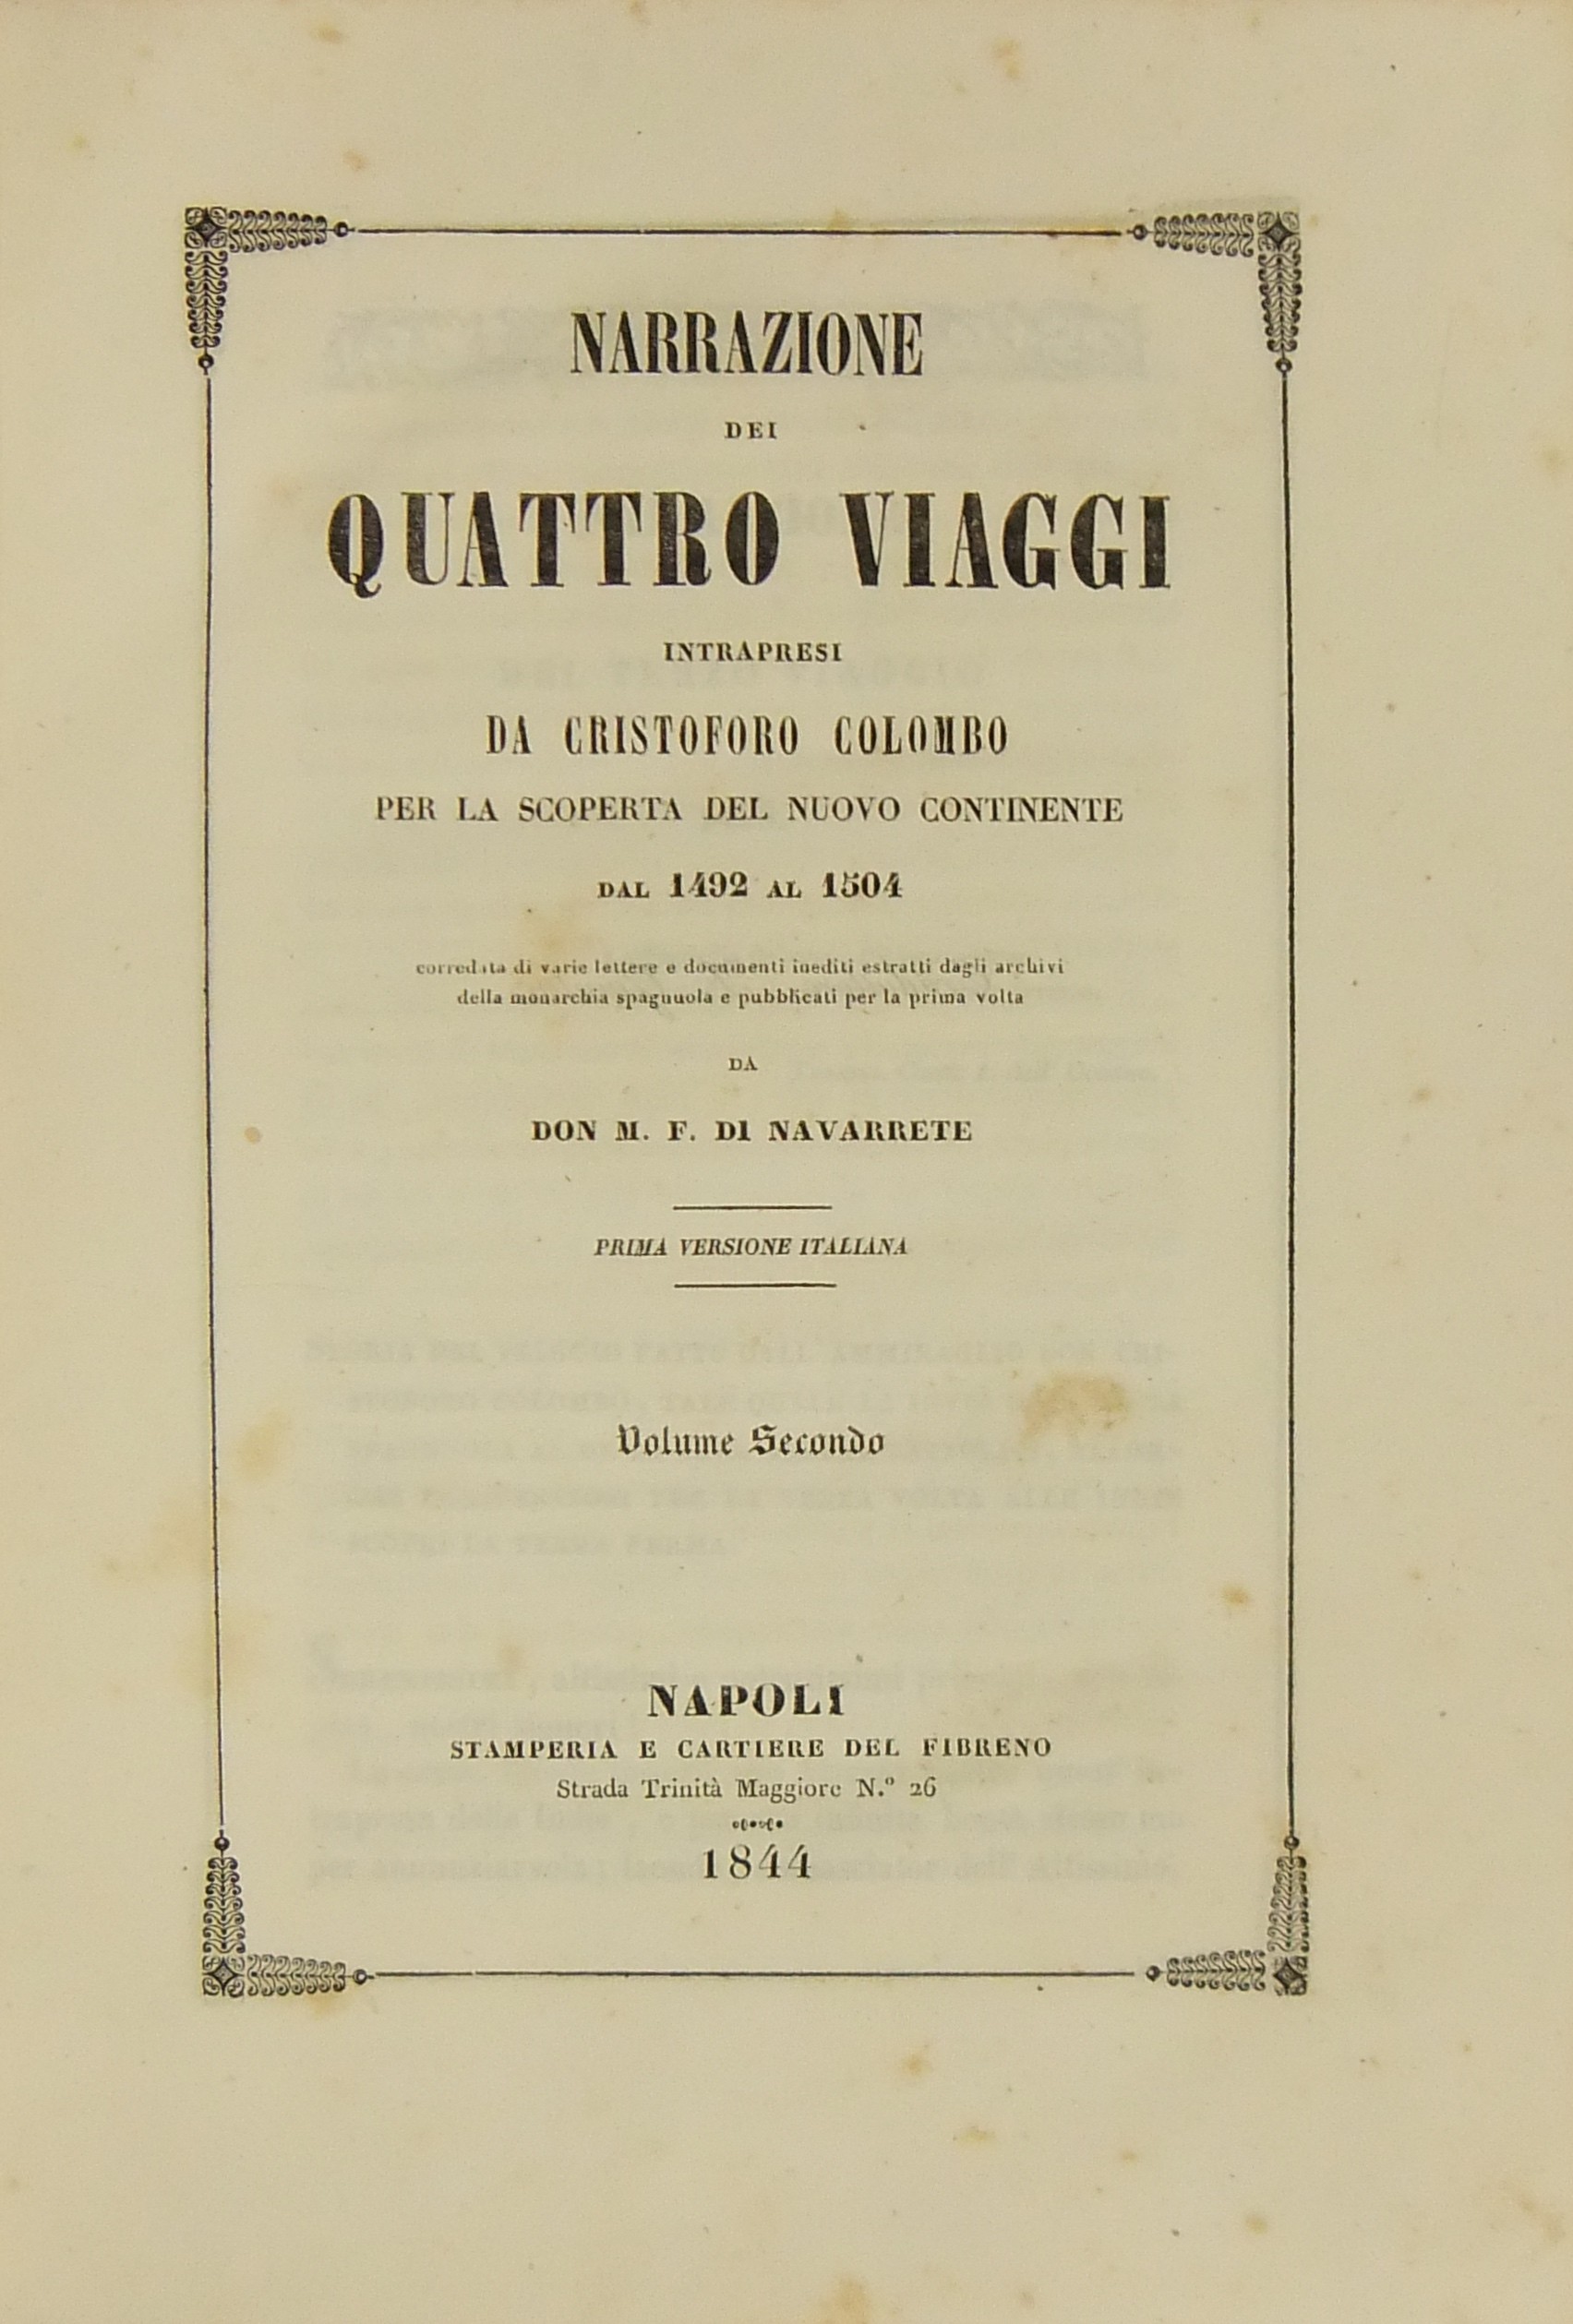 NARRAZIONE
DEI
QUATTRO VIAGGI
INTRAPRESI
DA CRISTOFORO COLOMBO
PER LA SCOPERTA DEL NUOVO CONTINENTE
DAL 1492 AL 1504
corredata di varie lettere e documenti inediti estratti dagli archivi
della monarchia spagnuola e pubblicati per la prima volta
DA
DON M. F. DI NAVARRETE
PRIMA VERSIONE ITALIANA
Volume Secondo
NAPOLI
STAMPERIA E CARTIERE DEL FIBRENO
Strada Trinità Maggiore N.º 26
1844